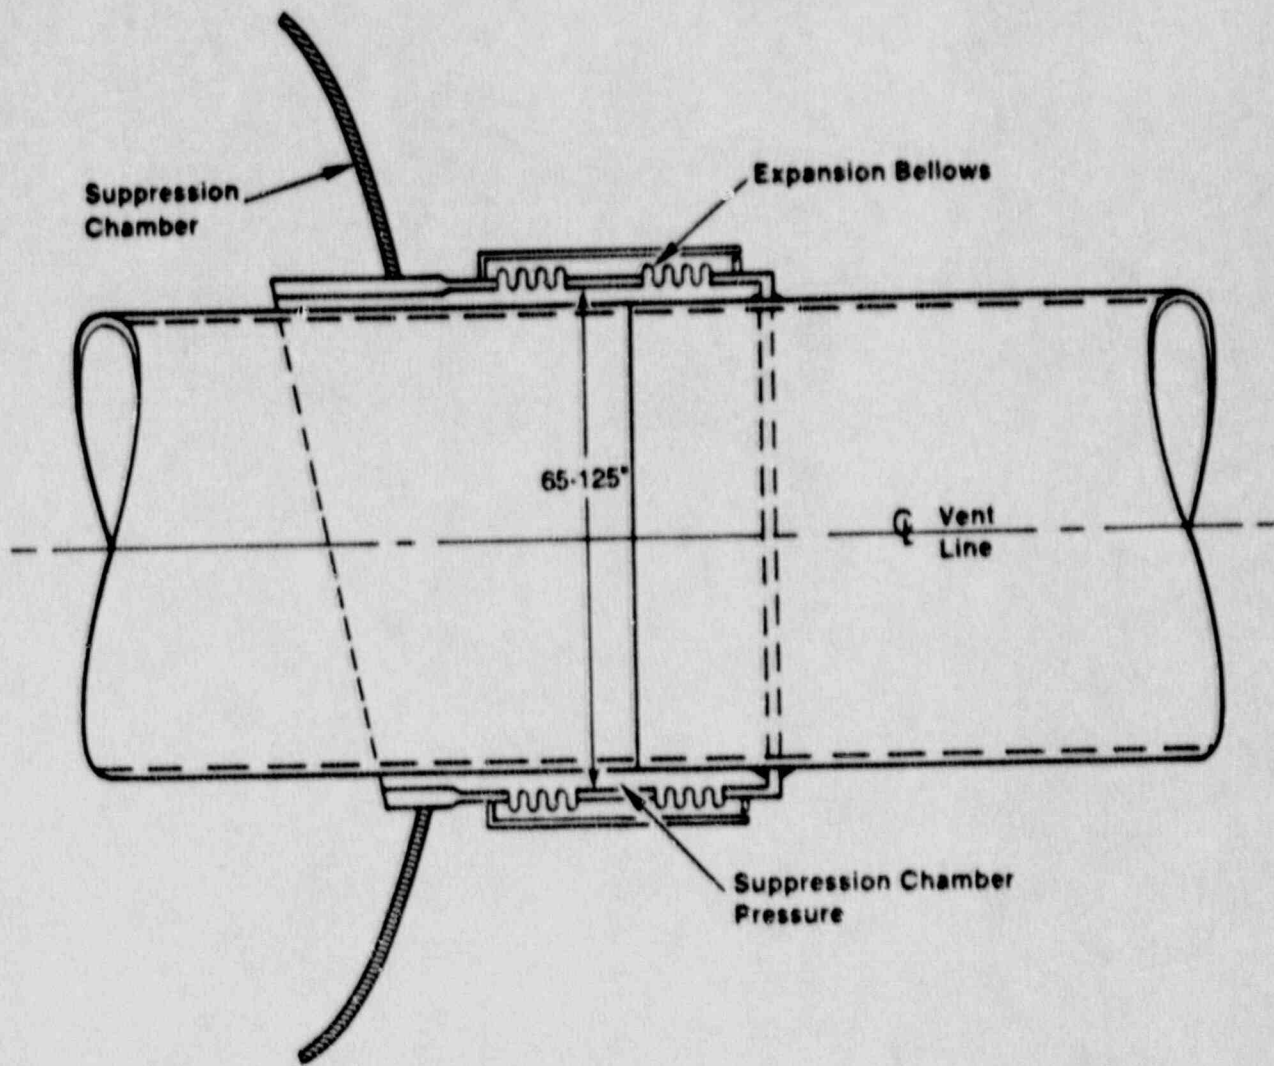 Suppression
Chamber
Expansion Bellows
65-125"
℄ Vent
Line
Suppression Chamber
Pressure